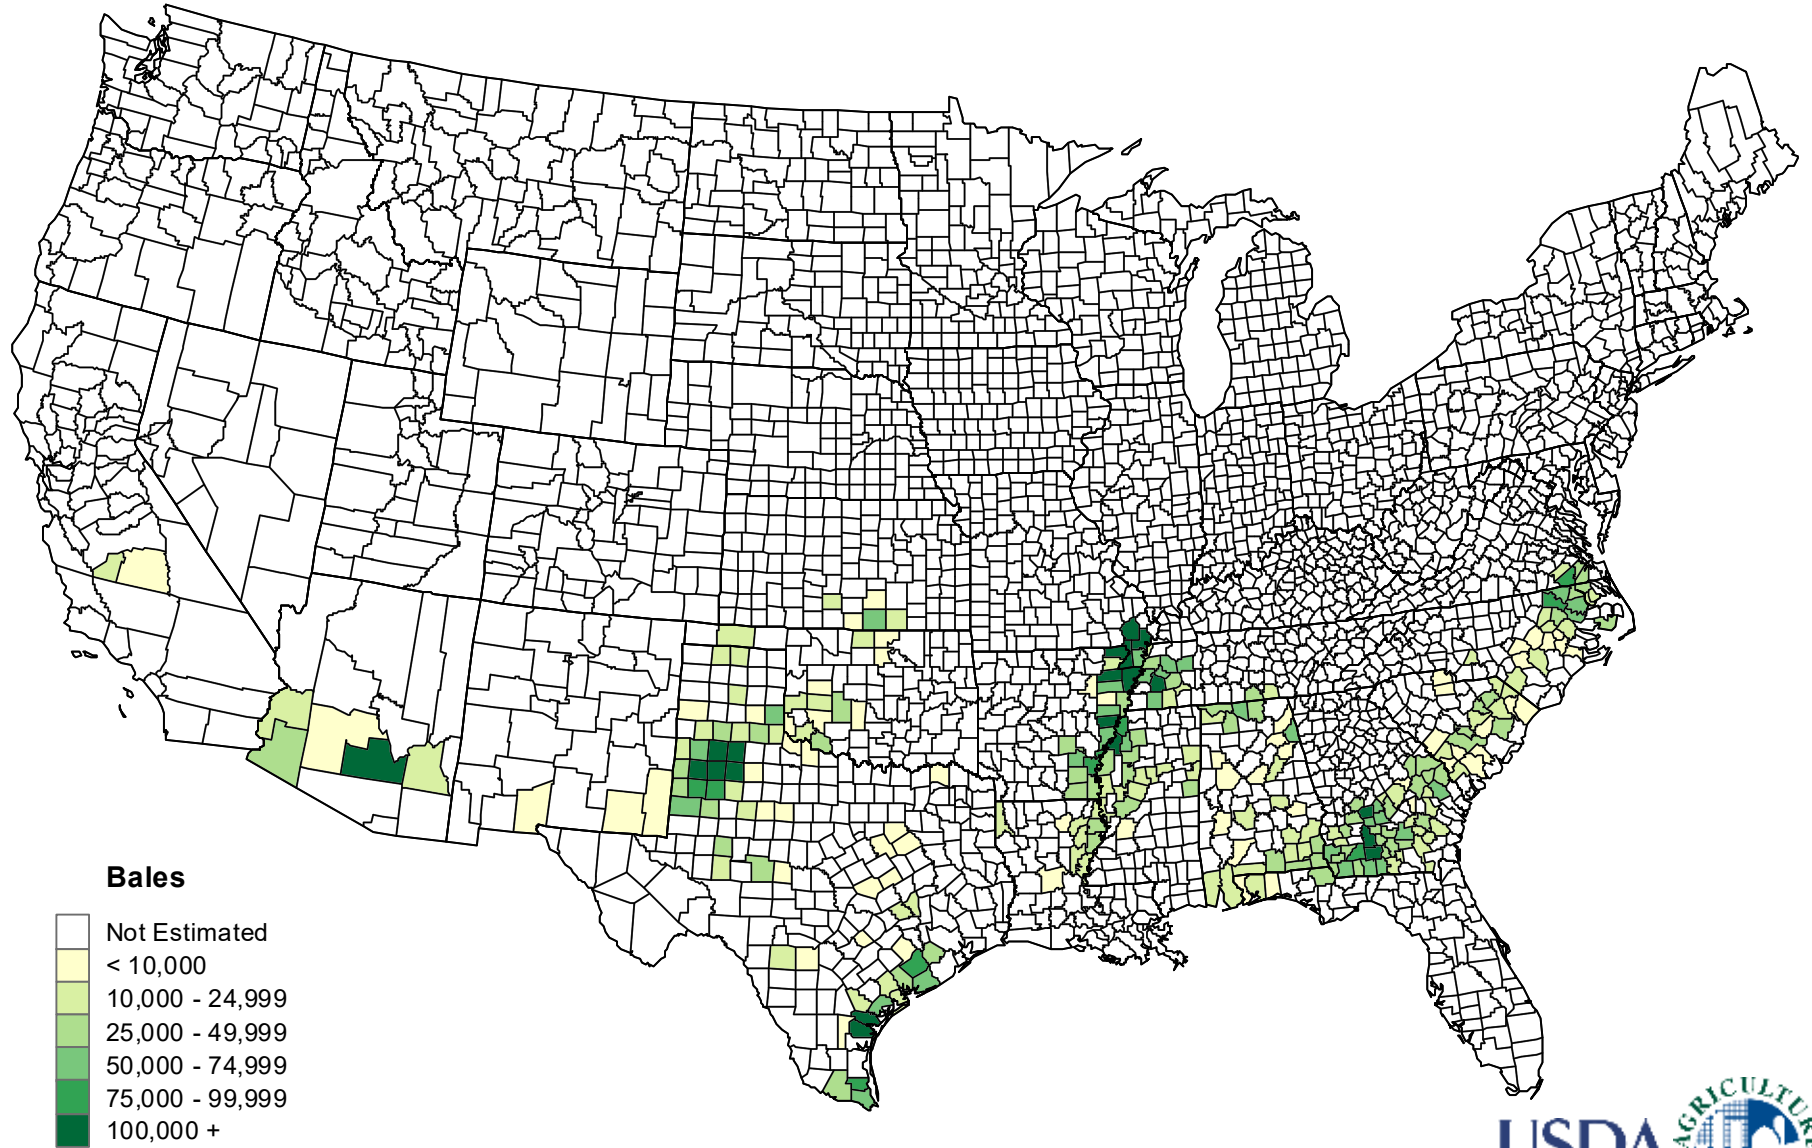 Bales
Not Estimated
< 10,000
10,000 - 24,999
25,000 - 49,999
50,000 - 74,999
75,000 - 99,999
100,000 +
USDA
AGRICULTUR